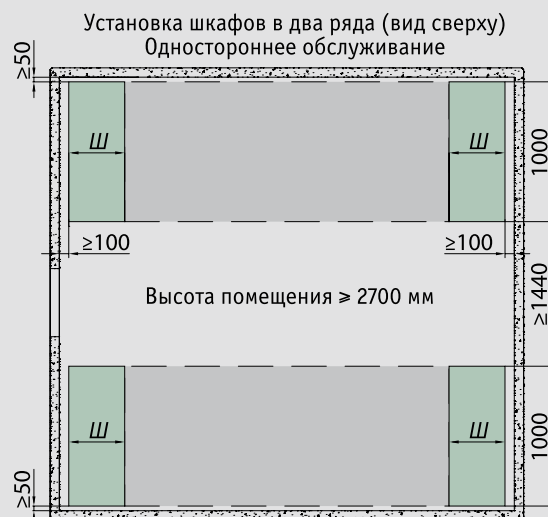 Установка шкафов в два ряда (вид сверху)
Одностороннее обслуживание
≥50
Ш
Ш
1000
≥100
≥100
Высота помещения ≥ 2700 мм
≥1440
Ш
Ш
1000
≥50